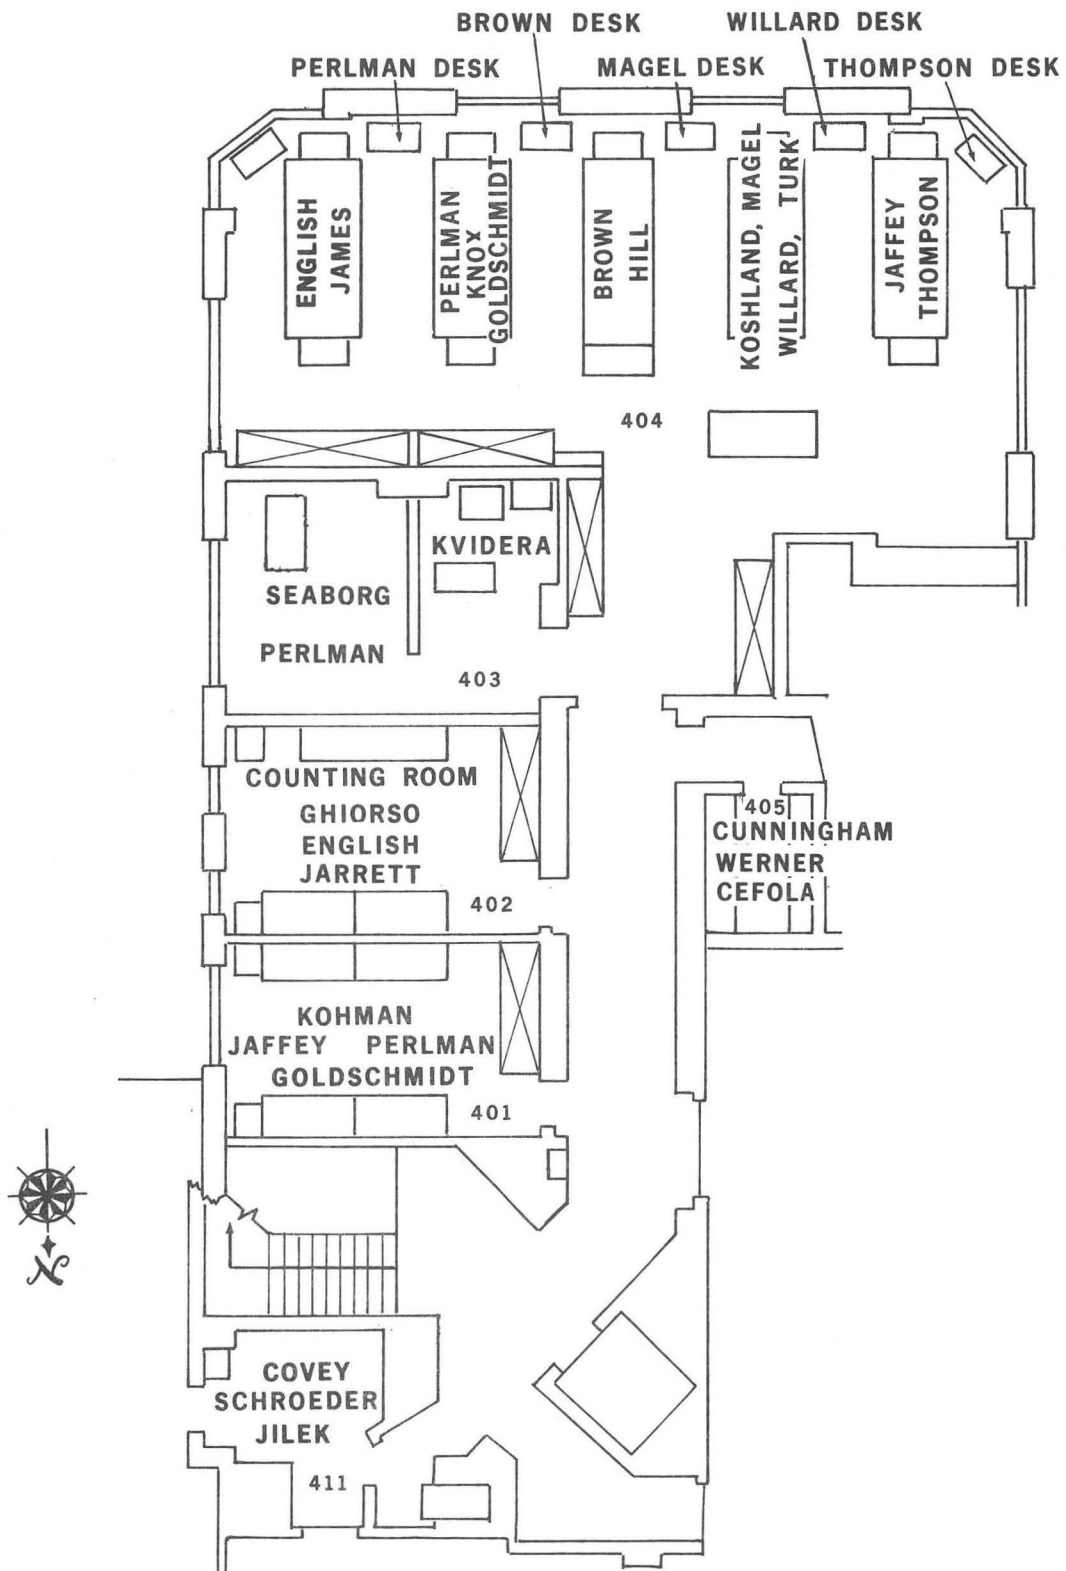 BROWN DESK
WILLARD DESK
PERLMAN DESK
MAGEL DESK
THOMPSON DESK
ENGLISH
JAMES
PERLMAN
KNOX
GOLDSCHMIDT
BROWN
HILL
KOSHLAND, MAGEL
WILLARD, TURK
JAFFEY
THOMPSON
404
KVIDERA
SEABORG
PERLMAN
403
COUNTING ROOM
GHIORSO
ENGLISH
JARRETT
402
405
CUNNINGHAM
WERNER
CEFOLA
KOHMAN
JAFFEY PERLMAN
GOLDSCHMIDT
401
N
COVEY
SCHROEDER
JILEK
411